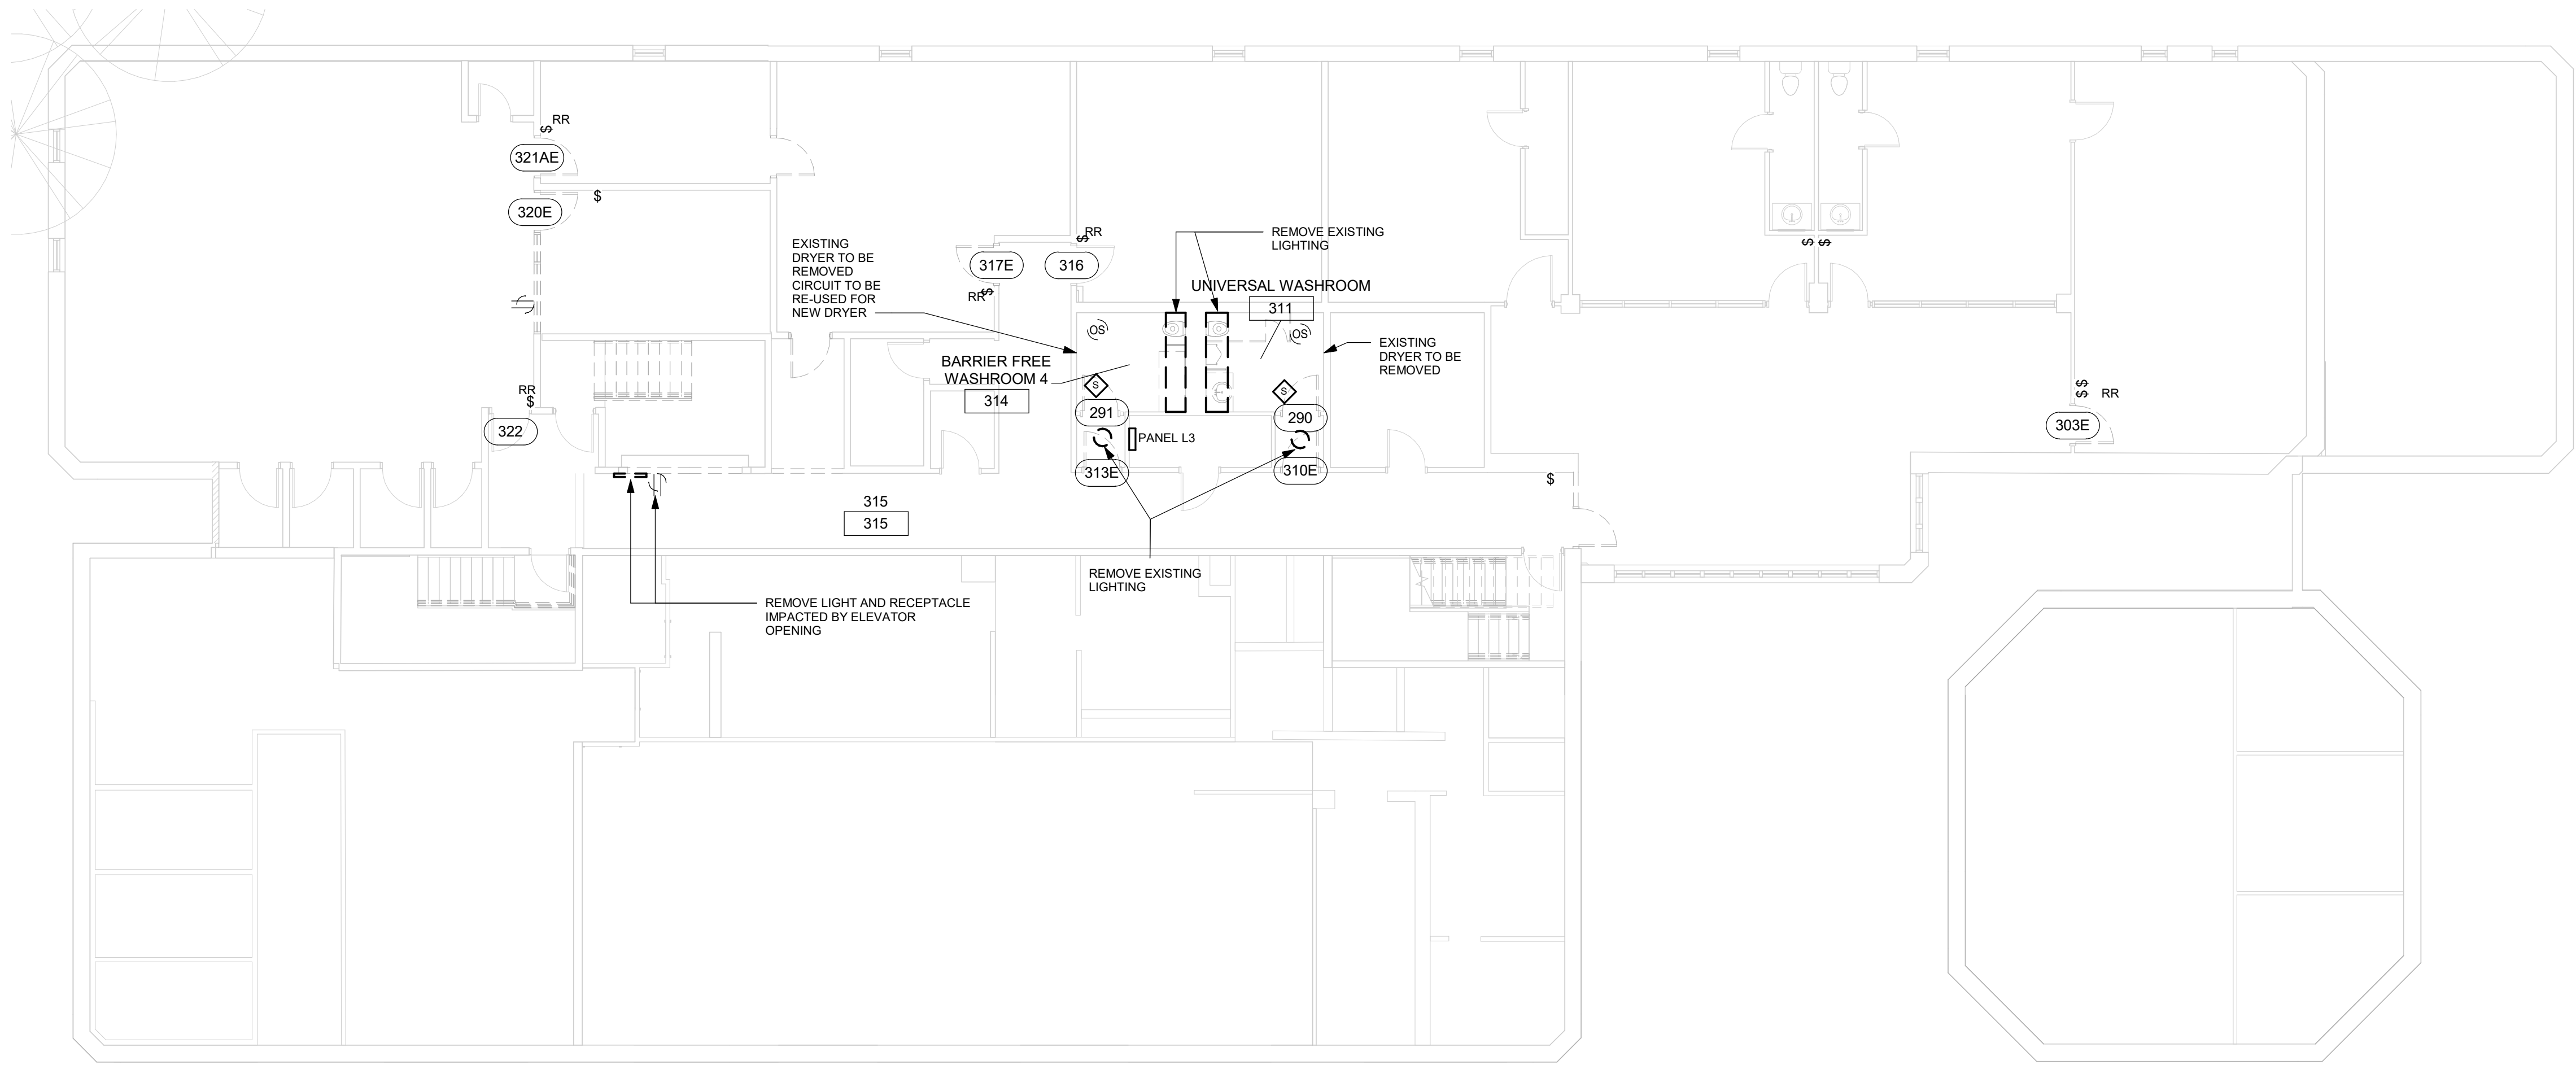 RR
$
321AE
$
320E
EXISTING
DRYER TO BE
REMOVED
CIRCUIT TO BE
RE-USED FOR
NEW DRYER
RR
$
317E
316
RR
$
REMOVE EXISTING
LIGHTING
UNIVERSAL WASHROOM
311
OS
OS
$
$
BARRIER FREE
WASHROOM 4
314
EXISTING
DRYER TO BE
REMOVED
S
S
291
290
RR
$
322
$
$
RR
303E
PANEL L3
313E
310E
$
315
315
REMOVE EXISTING
LIGHTING
REMOVE LIGHT AND RECEPTACLE
IMPACTED BY ELEVATOR
OPENING